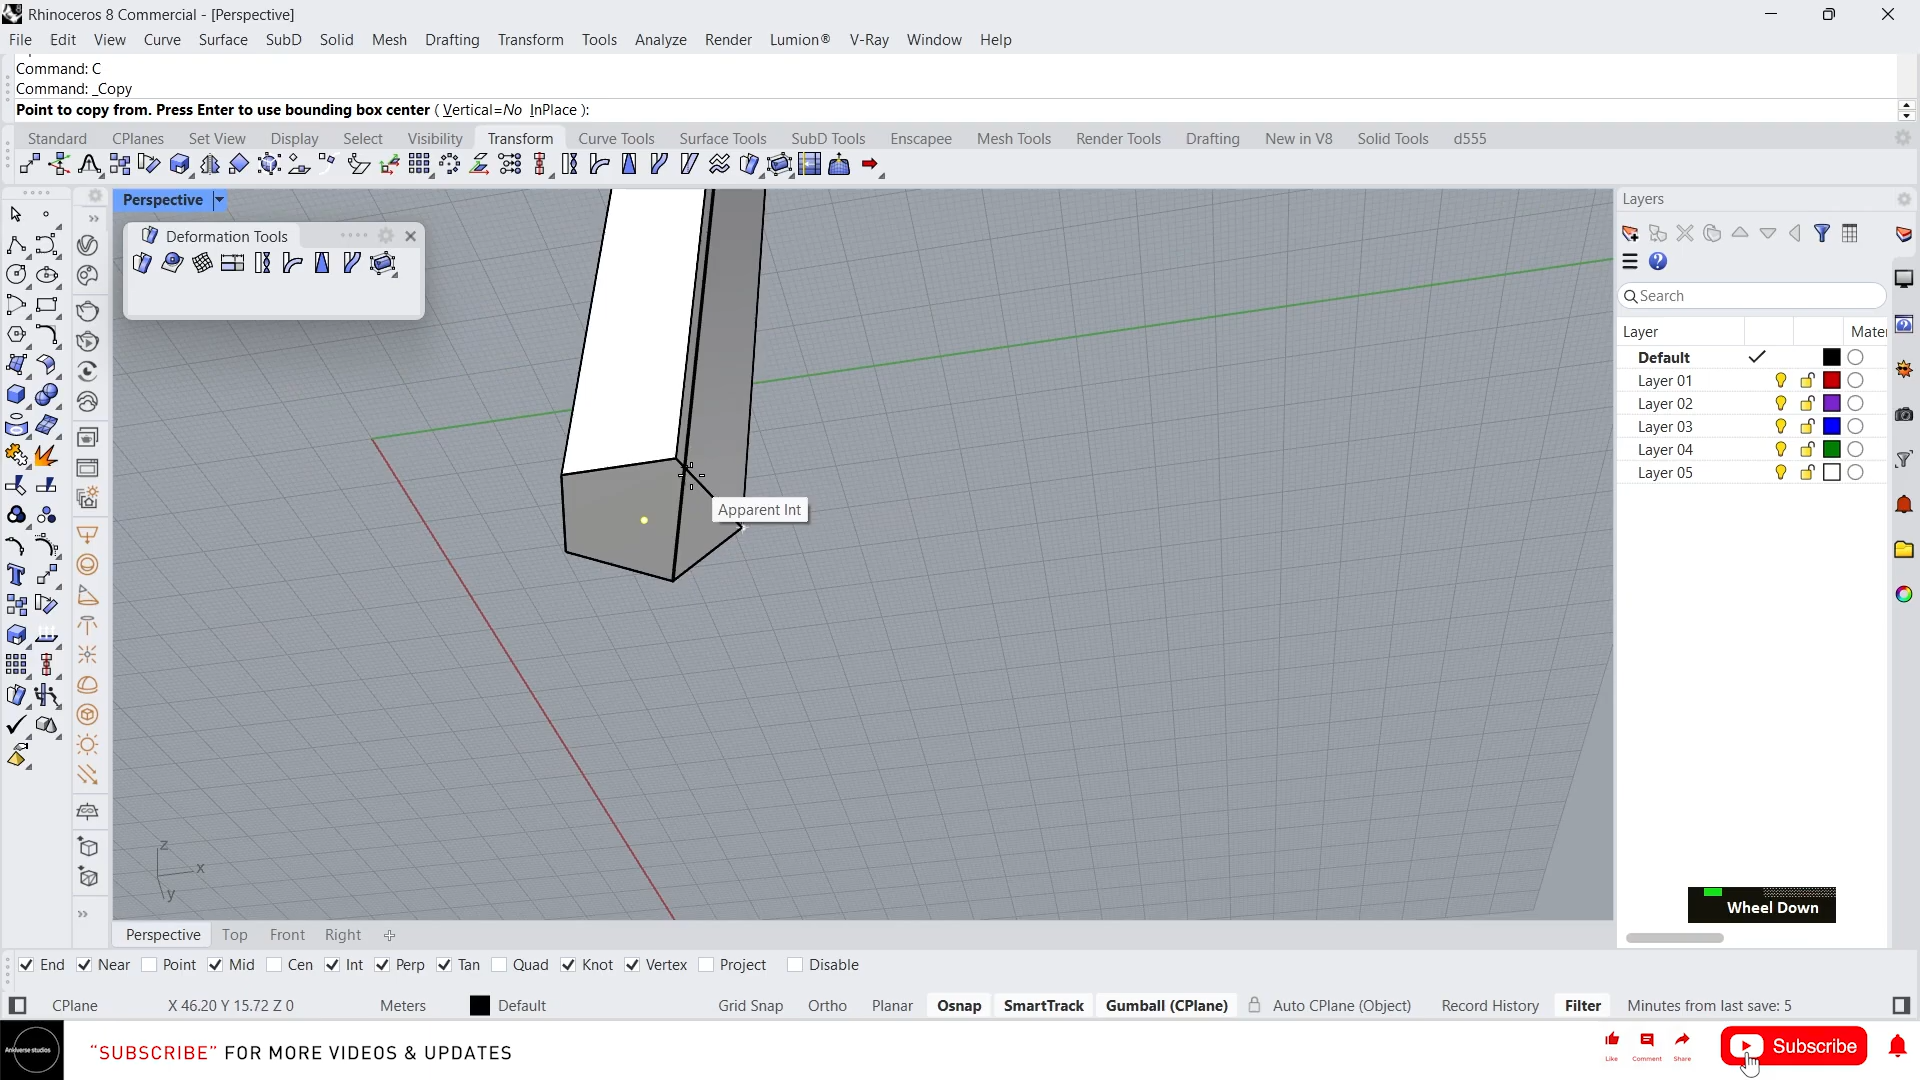 Rhinoceros 8 Commercial - [Perspective]
File Edit View Curve Surface SubD Solid Mesh Drafting Transform Tools Analyze Render Lumion® V-Ray Window Help
Command: C
Command: _Copy
Point to copy from. Press Enter to use bounding box center ( Vertical=No InPlace ):
Standard CPlanes Set View Display Select Visibility Transform Curve Tools Surface Tools SubD Tools Enscapee Mesh Tools Render Tools Drafting New in V8 Solid Tools d555
Perspective
Layers
Deformation Tools
Search
Layer Mate
Default
Layer 01
Layer 02
Layer 03
Layer 04
Layer 05
Apparent Int
z
x
y
Wheel Down
Perspective Top Front Right
End Near Point Mid Cen Int Perp Tan Quad Knot Vertex Project Disable
CPlane X 46.20 Y 15.72 Z 0 Meters Default Grid Snap Ortho Planar Osnap SmartTrack Gumball (CPlane) Auto CPlane (Object) Record History Filter Minutes from last save: 5
“SUBSCRIBE” FOR MORE VIDEOS & UPDATES
Like Comment Share
Subscribe